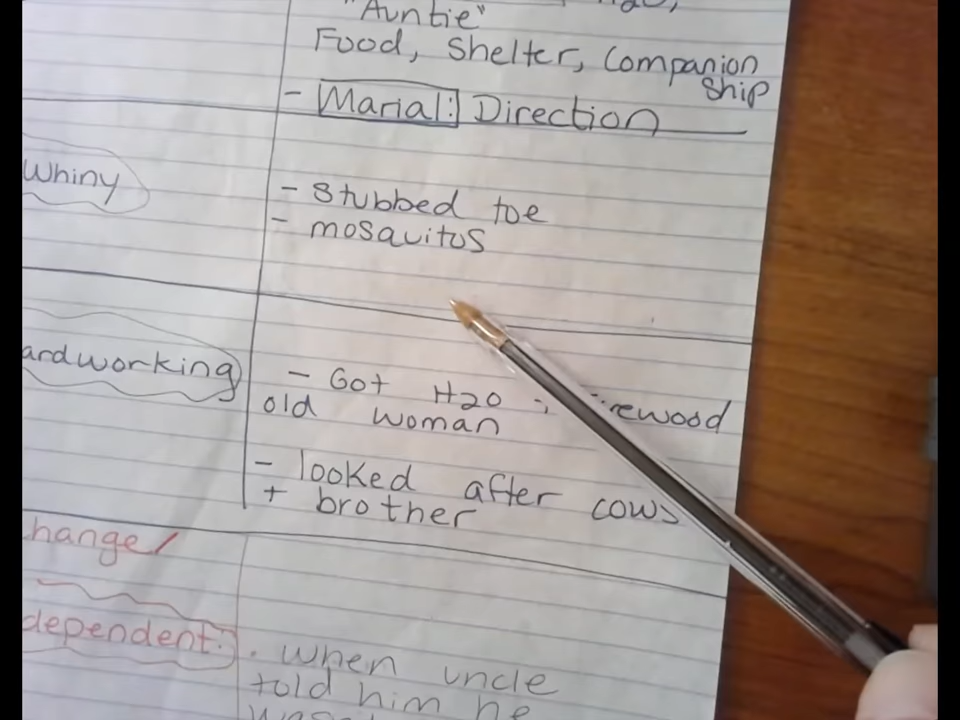 "Auntie"
Food, Shelter, Companion
Ship
- Marial: Direction
Whiny
- Stubbed toe
- mosquitos
ardworking
- Got H2O irewood
old woman
- looked after cows
+ brother
hange/
dependent:
. when uncle
told him he